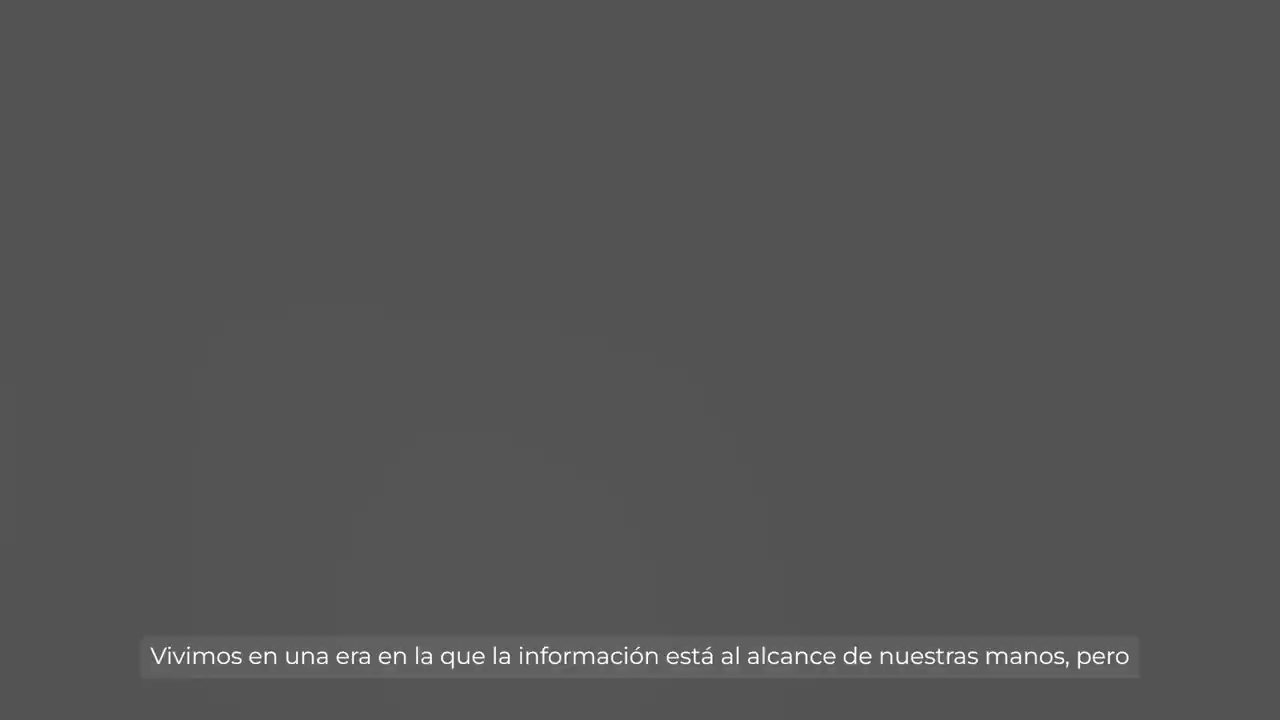 Vivimos en una era en la que la información está al alcance de nuestras manos, pero